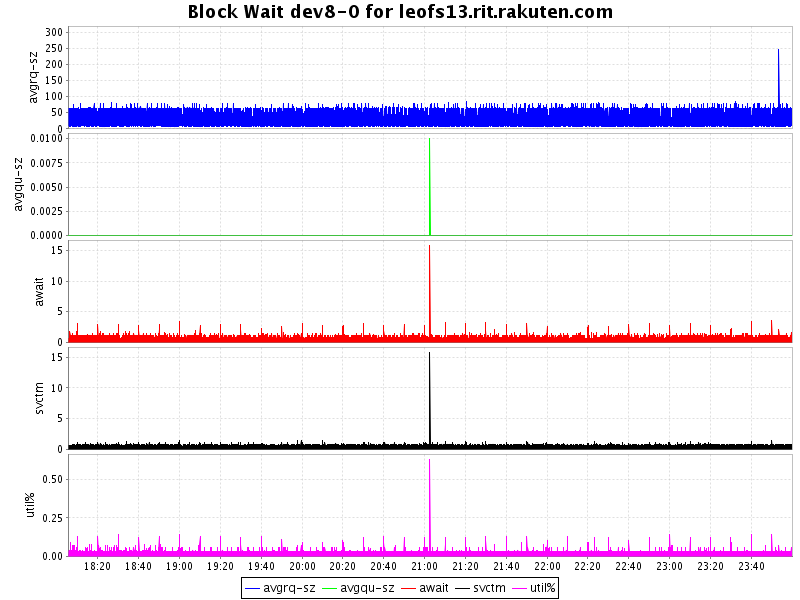 Block Wait dev8-0 for leofs13.rit.rakuten.com
avgrq-sz
300
250
200
150
100
50
0
avgqu-sz
0.0100
0.0075
0.0050
0.0025
0.0000
await
15
10
5
0
svctm
15
10
5
0
util%
0.50
0.25
0.00
18:20 18:40 19:00 19:20 19:40 20:00 20:20 20:40 21:00 21:20 21:40 22:00 22:20 22:40 23:00 23:20 23:40
avgrq-sz avgqu-sz await svctm util%